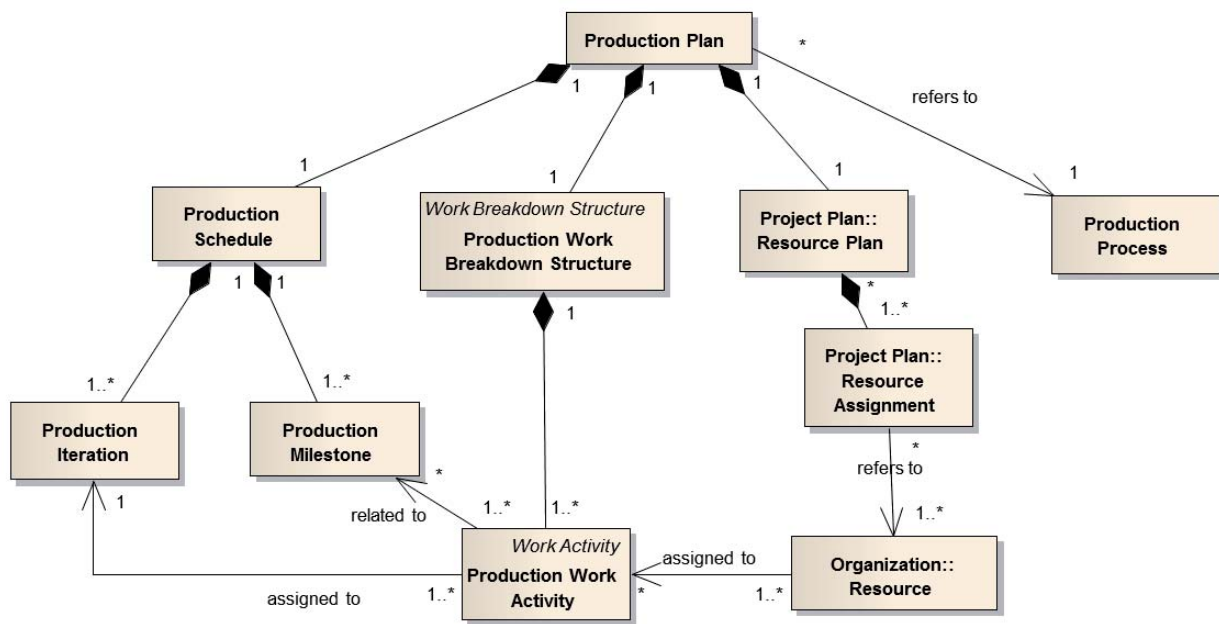 Production Plan
*
1
1
1
refers to
1
1
1
1
Production
Schedule
Work Breakdown Structure
Production Work
Breakdown Structure
Project Plan::
Resource Plan
Production
Process
1
1
1
*
1..*
Project Plan::
Resource
Assignment
1..*
1..*
Production
Iteration
Production
Milestone
*
refers to
1
*
related to
1..*
1..*
1..*
Work Activity
Production Work
Activity
assigned to
Organization::
Resource
assigned to
1..*
*
1..*